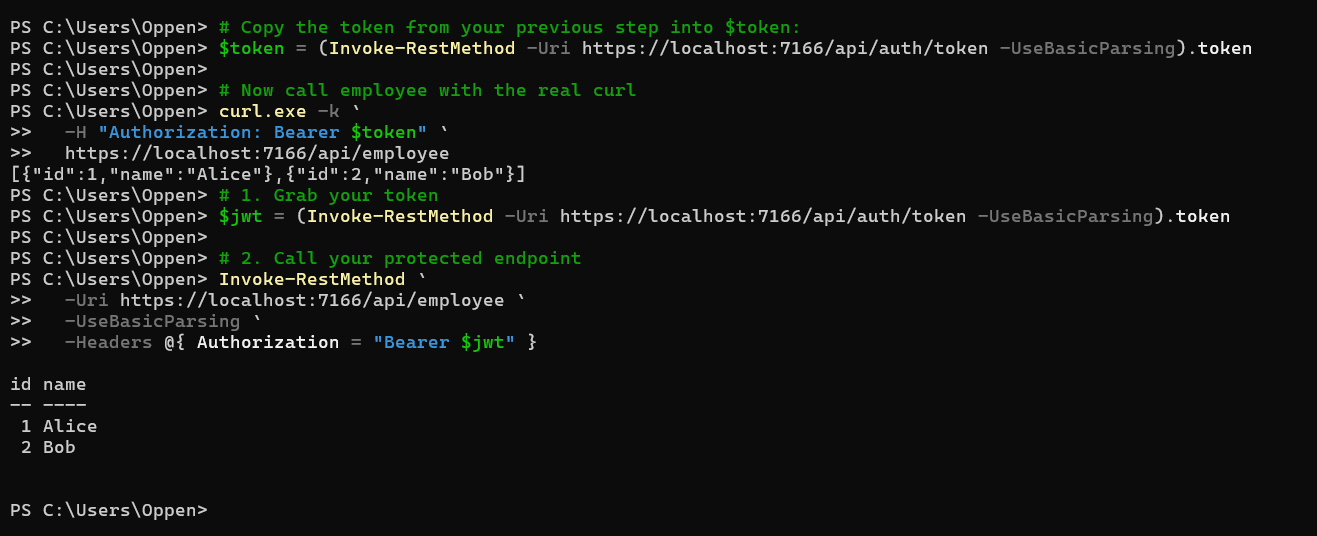 PS C:\Users\Oppen> # Copy the token from your previous step into $token:
PS C:\Users\Oppen> $token = (Invoke-RestMethod -Uri https://localhost:7166/api/auth/token -UseBasicParsing).token
PS C:\Users\Oppen>
PS C:\Users\Oppen> # Now call employee with the real curl
PS C:\Users\Oppen> curl.exe -k `
>>   -H "Authorization: Bearer $token" `
>>   https://localhost:7166/api/employee
[{"id":1,"name":"Alice"},{"id":2,"name":"Bob"}]
PS C:\Users\Oppen> # 1. Grab your token
PS C:\Users\Oppen> $jwt = (Invoke-RestMethod -Uri https://localhost:7166/api/auth/token -UseBasicParsing).token
PS C:\Users\Oppen>
PS C:\Users\Oppen> # 2. Call your protected endpoint
PS C:\Users\Oppen> Invoke-RestMethod `
>>   -Uri https://localhost:7166/api/employee `
>>   -UseBasicParsing `
>>   -Headers @{ Authorization = "Bearer $jwt" }
id name
-- ----
 1 Alice
 2 Bob
PS C:\Users\Oppen>